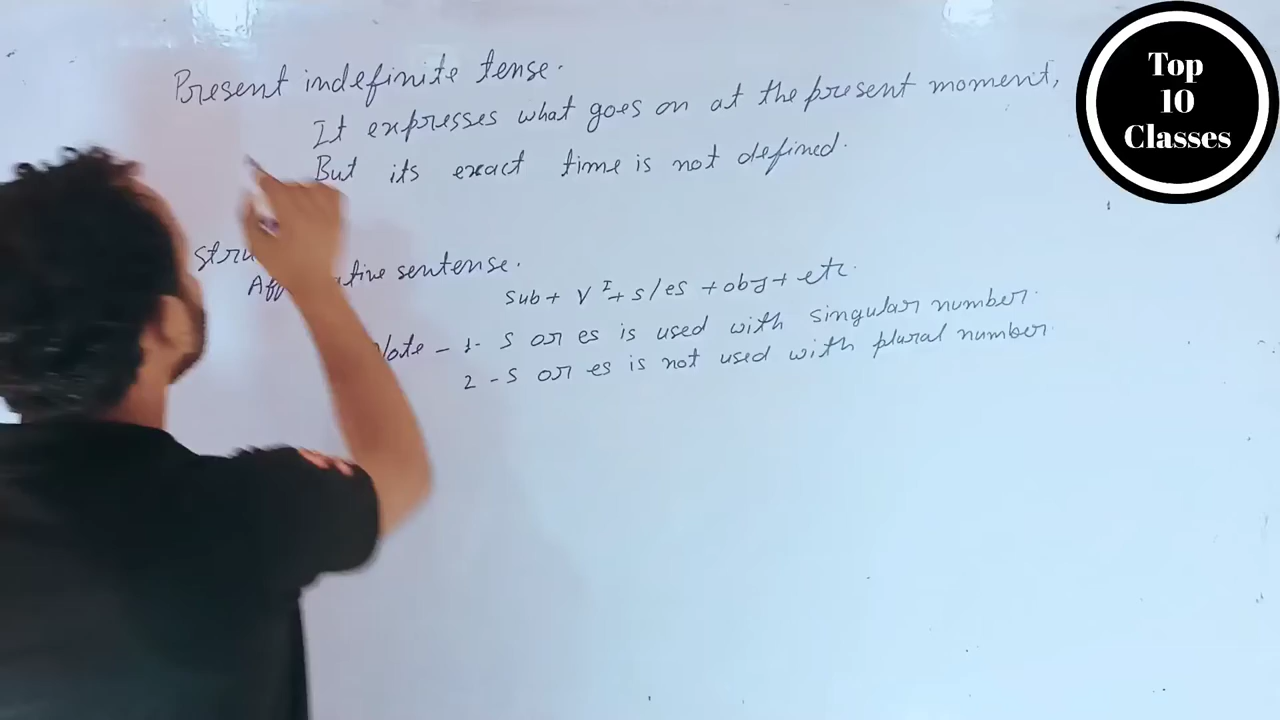 Present indefinite tense.
It expresses what goes on at the present moment,
But its exact time is not defined.
sentense.
Sub + V I + s/es + obj + etc.
Note - 1- S or es is used with singular number.
2 - S or es is not used with plural number
Top
10
Classes